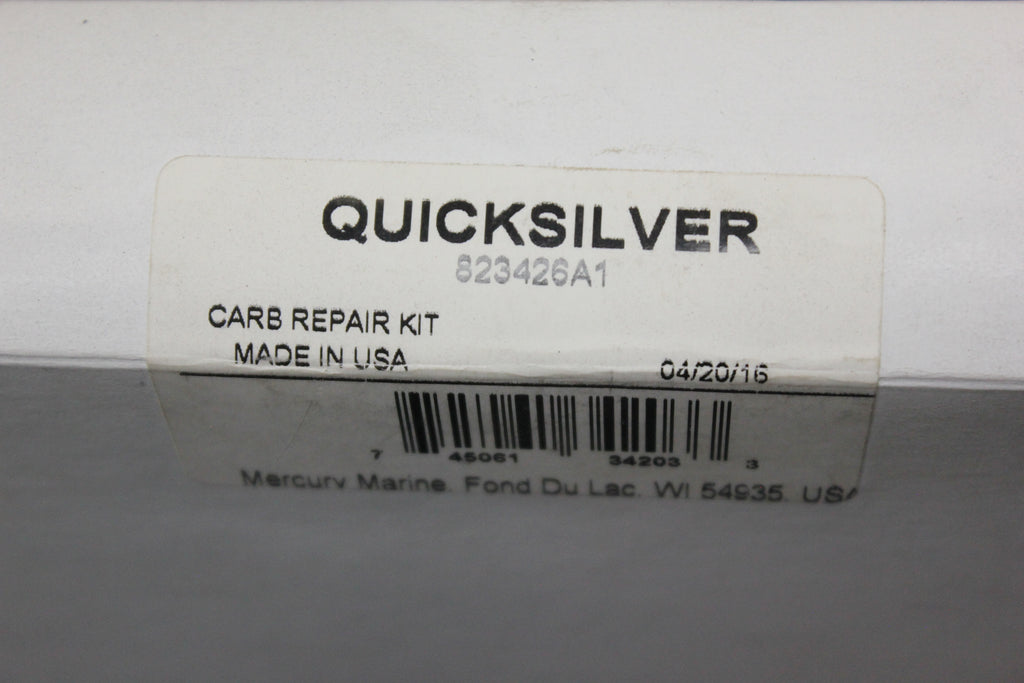 QUICKSILVER
823426A1
CARB REPAIR KIT
MADE IN USA
04/20/16
7 45061 34203 3
Mercury Marine. Fond Du Lac. WI 54935. USA